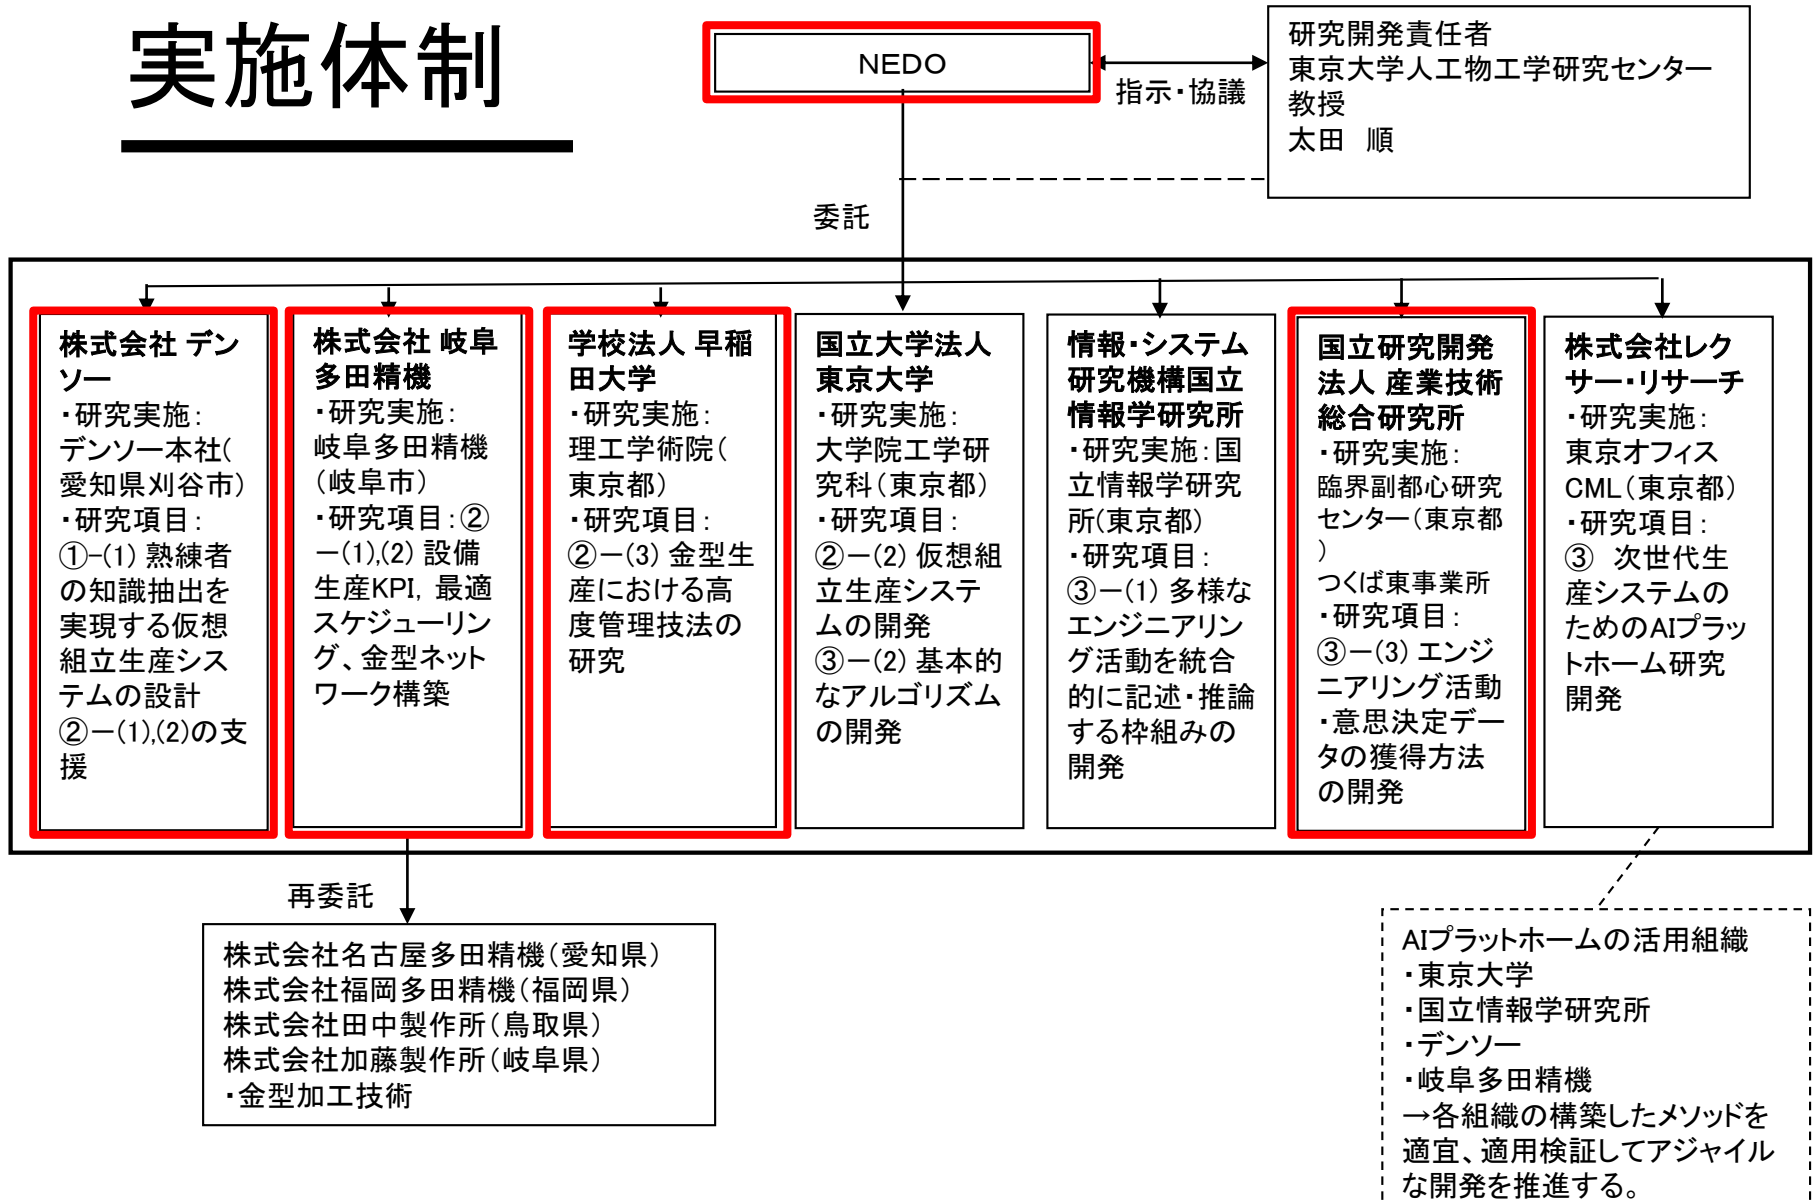 実施体制
NEDO
指示・協議
研究開発責任者
東京大学人工物工学研究センター
教授
太田　順
委託
株式会社 デン
ソー
・研究実施：
デンソー本社（
愛知県刈谷市）
・研究項目：
①-(1) 熟練者
の知識抽出を
実現する仮想
組立生産シス
テムの設計
②－(1),(2)の支
援
株式会社 岐阜
多田精機
・研究実施：
岐阜多田精機
（岐阜市）
・研究項目：②
－(1),(2) 設備
生産KPI，最適
スケジューリン
グ、金型ネット
ワーク構築
学校法人 早稲
田大学
・研究実施：
理工学術院（
東京都）
・研究項目：
②－(3) 金型生
産における高
度管理技法の
研究
国立大学法人
東京大学
・研究実施：
大学院工学研
究科（東京都）
・研究項目：
②－(2) 仮想組
立生産システ
ムの開発
③－(2) 基本的
なアルゴリズム
の開発
情報・システム
研究機構国立
情報学研究所
・研究実施：国
立情報学研究
所(東京都）
・研究項目：
③－(1) 多様な
エンジニアリン
グ活動を統合
的に記述・推論
する枠組みの
開発
国立研究開発
法人 産業技術
総合研究所
・研究実施：
臨界副都心研究
センター（東京都
）
つくば東事業所
・研究項目：
③－(3) エンジ
ニアリング活動
・意思決定デー
タの獲得方法
の開発
株式会社レク
サー・リサーチ
・研究実施：
東京オフィス
CML（東京都）
・研究項目：
③　次世代生
産システムの
ためのAIプラッ
トホーム研究
開発
再委託
株式会社名古屋多田精機（愛知県）
株式会社福岡多田精機（福岡県）
株式会社田中製作所（鳥取県）
株式会社加藤製作所（岐阜県）
・金型加工技術
AIプラットホームの活用組織
・東京大学
・国立情報学研究所
・デンソー
・岐阜多田精機
→各組織の構築したメソッドを
適宜、適用検証してアジャイル
な開発を推進する。